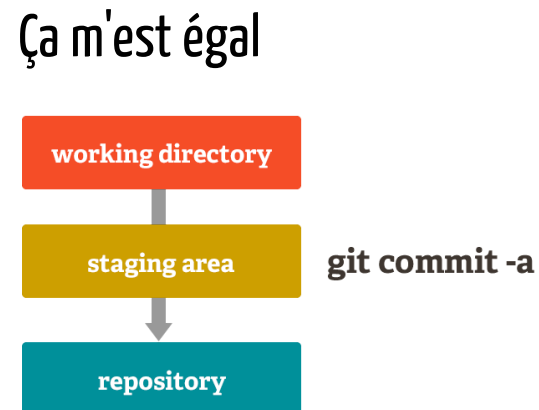 Ça m'est égal
working directory
staging area
git commit -a
repository